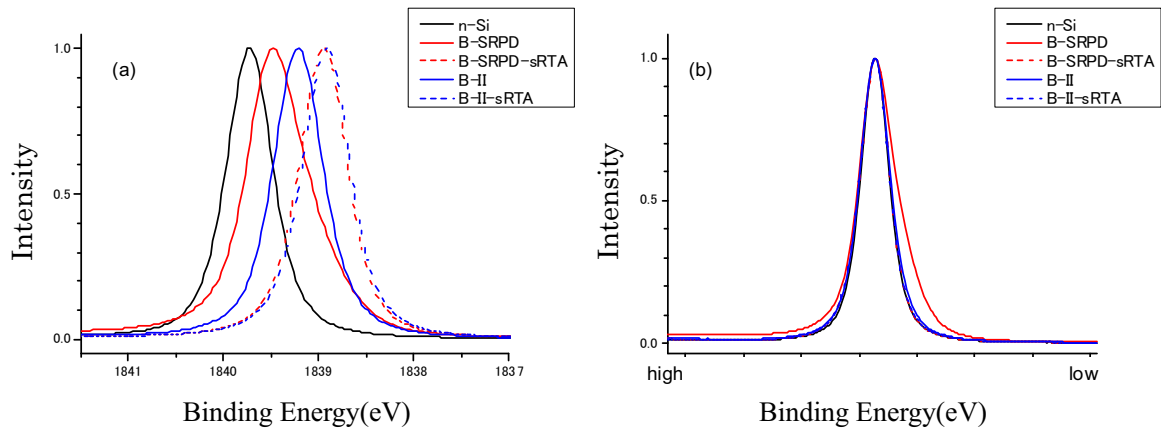 n-Si
B-SRPD
B-SRPD-sRTA
B-II
B-II-sRTA
(a)
1.0
0.5
0.0
Intensity
1841
1840
1839
1838
1837
Binding Energy(eV)
n-Si
B-SRPD
B-SRPD-sRTA
B-II
B-II-sRTA
(b)
1.0
0.5
0.0
Intensity
high
low
Binding Energy(eV)